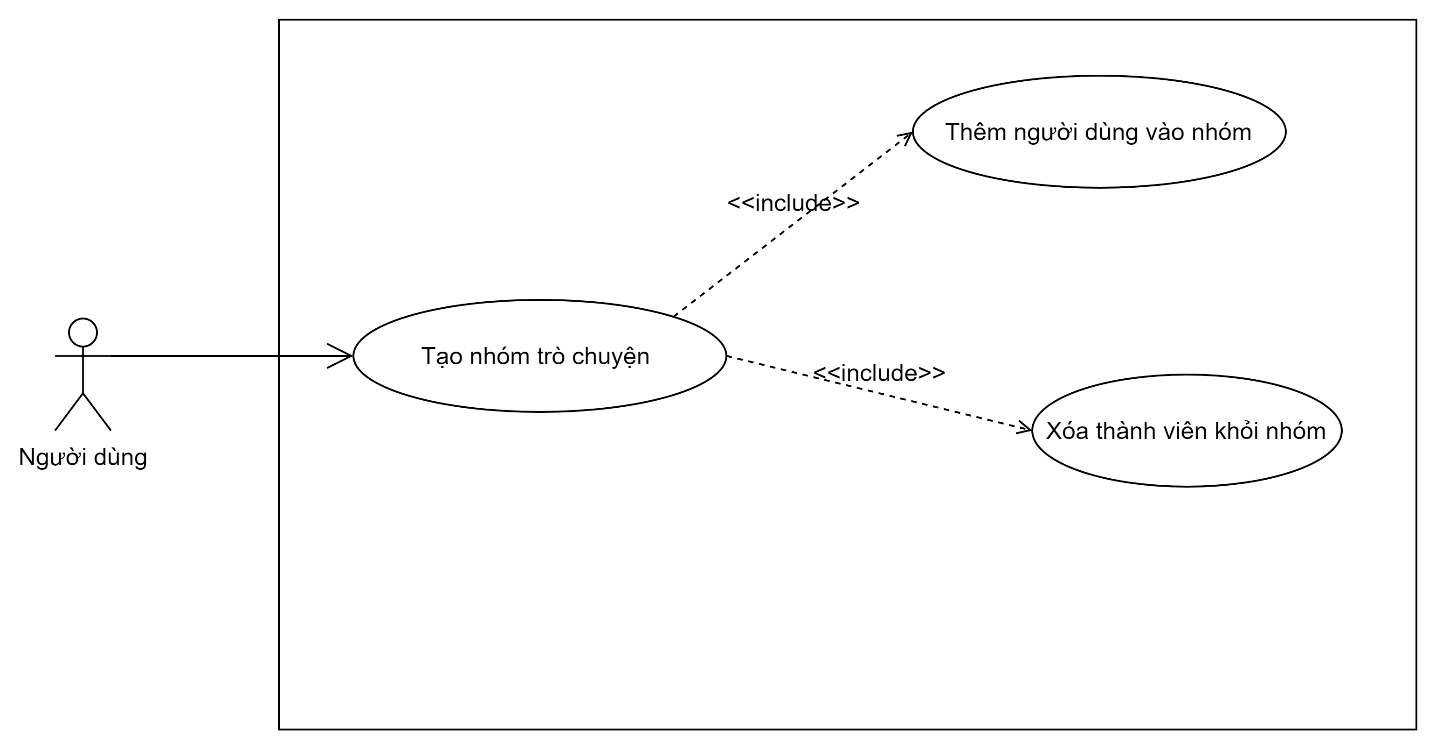 Thêm người dùng vào nhóm
<<include>>
Tạo nhóm trò chuyện
<<include>>
Xóa thành viên khỏi nhóm
Người dùng